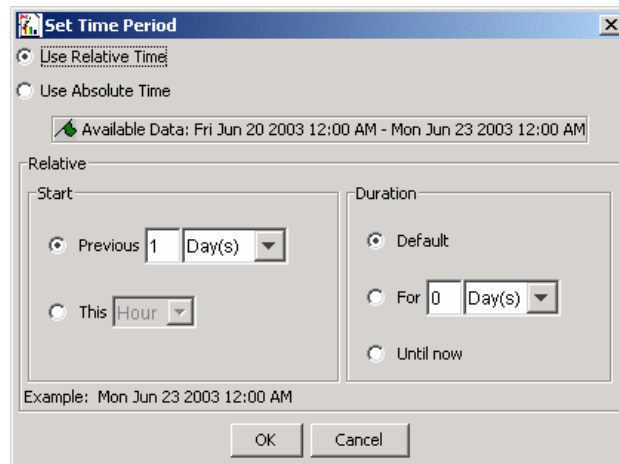 Set Time Period
Use Relative Time
Use Absolute Time
Available Data: Fri Jun 20 2003 12:00 AM - Mon Jun 23 2003 12:00 AM
Relative
Start
Previous 1 Day(s)
This Hour
Duration
Default
For 0 Day(s)
Until now
Example: Mon Jun 23 2003 12:00 AM
OK Cancel